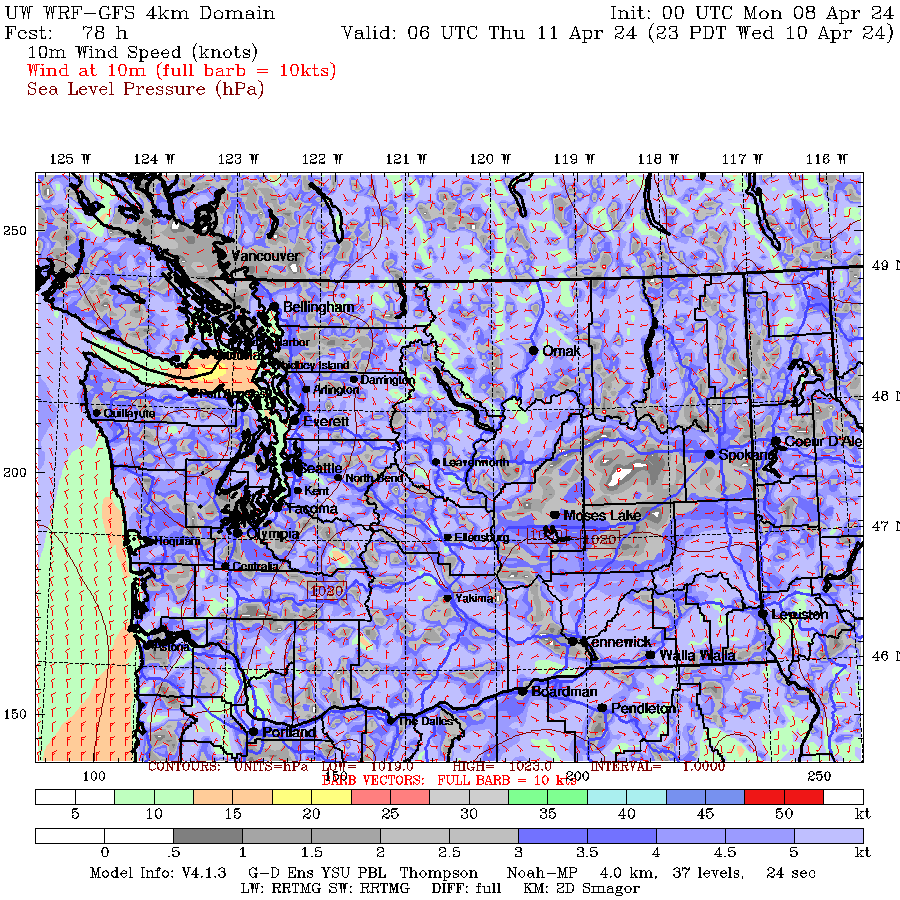 UW WRF-GFS 4km Domain Init: 00 UTC Mon 08 Apr 24
Fcst: 78 h Valid: 06 UTC Thu 11 Apr 24 (23 PDT Wed 10 Apr 24)
10m Wind Speed (knots)
Wind at 10m (full barb = 10kts)
Sea Level Pressure (hPa)
125 W 124 W 123 W 122 W 121 W 120 W 119 W 118 W 117 W 116 W
250
Vancouver
49 N
Bellingham
Omak
Whidbey Island
Darrington
Arlington
48 N
Quillayute
Everett
Coeur D'Ale
Spokane
Leavenworth
200
Seattle
North Bend
Kent
Tacoma
Moses Lake
47 N
Olympia
Hoquiam
Ellensburg
1020
Centralia
1020
Yakima
Lewiston
Kennewick
Astoria
Walla Walla
46 N
Boardman
Pendleton
150
The Dalles
Portland
CONTOURS: UNITS=hPa LOW= 1019.0 HIGH= 1023.0 INTERVAL= 1.0000
100 150 200 250
BARB VECTORS: FULL BARB = 10 kts
5 10 15 20 25 30 35 40 45 50 kt
0 .5 1 1.5 2 2.5 3 3.5 4 4.5 5 kt
Model Info: V4.1.3 G-D Ens YSU PBL Thompson Noah-MP 4.0 km, 37 levels, 24 sec
LW: RRTMG SW: RRTMG DIFF: full KM: 2D Smagor